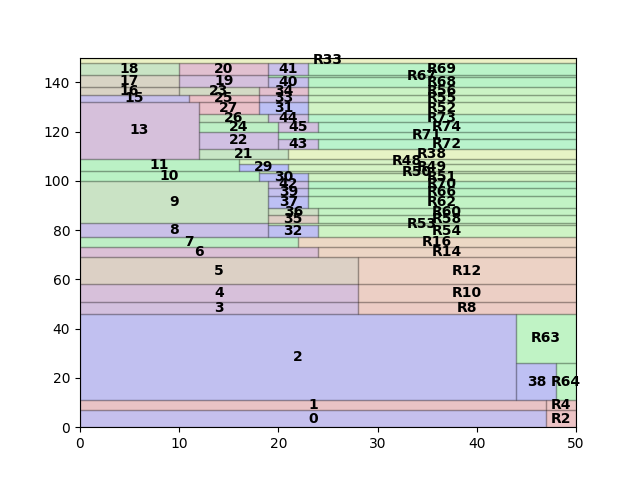 R33
18 20 41 R69
R67
17 19 40 R68
16 23 34 R56
15 25 33 R55
27 31 R52
26 44 R73
13 24 45 R74
R71
22 43 R72
21 R38
11 29 R48 R49
10 30 R50 R51
42 R70
39 R66
9 37 R62
36 R60
35 R58
8 32 R53 R54
7 R16
6 R14
5 R12
4 R10
3 R8
R63
2
38 R64
1 R4
0 R2
140
120
100
80
60
40
20
0
0 10 20 30 40 50